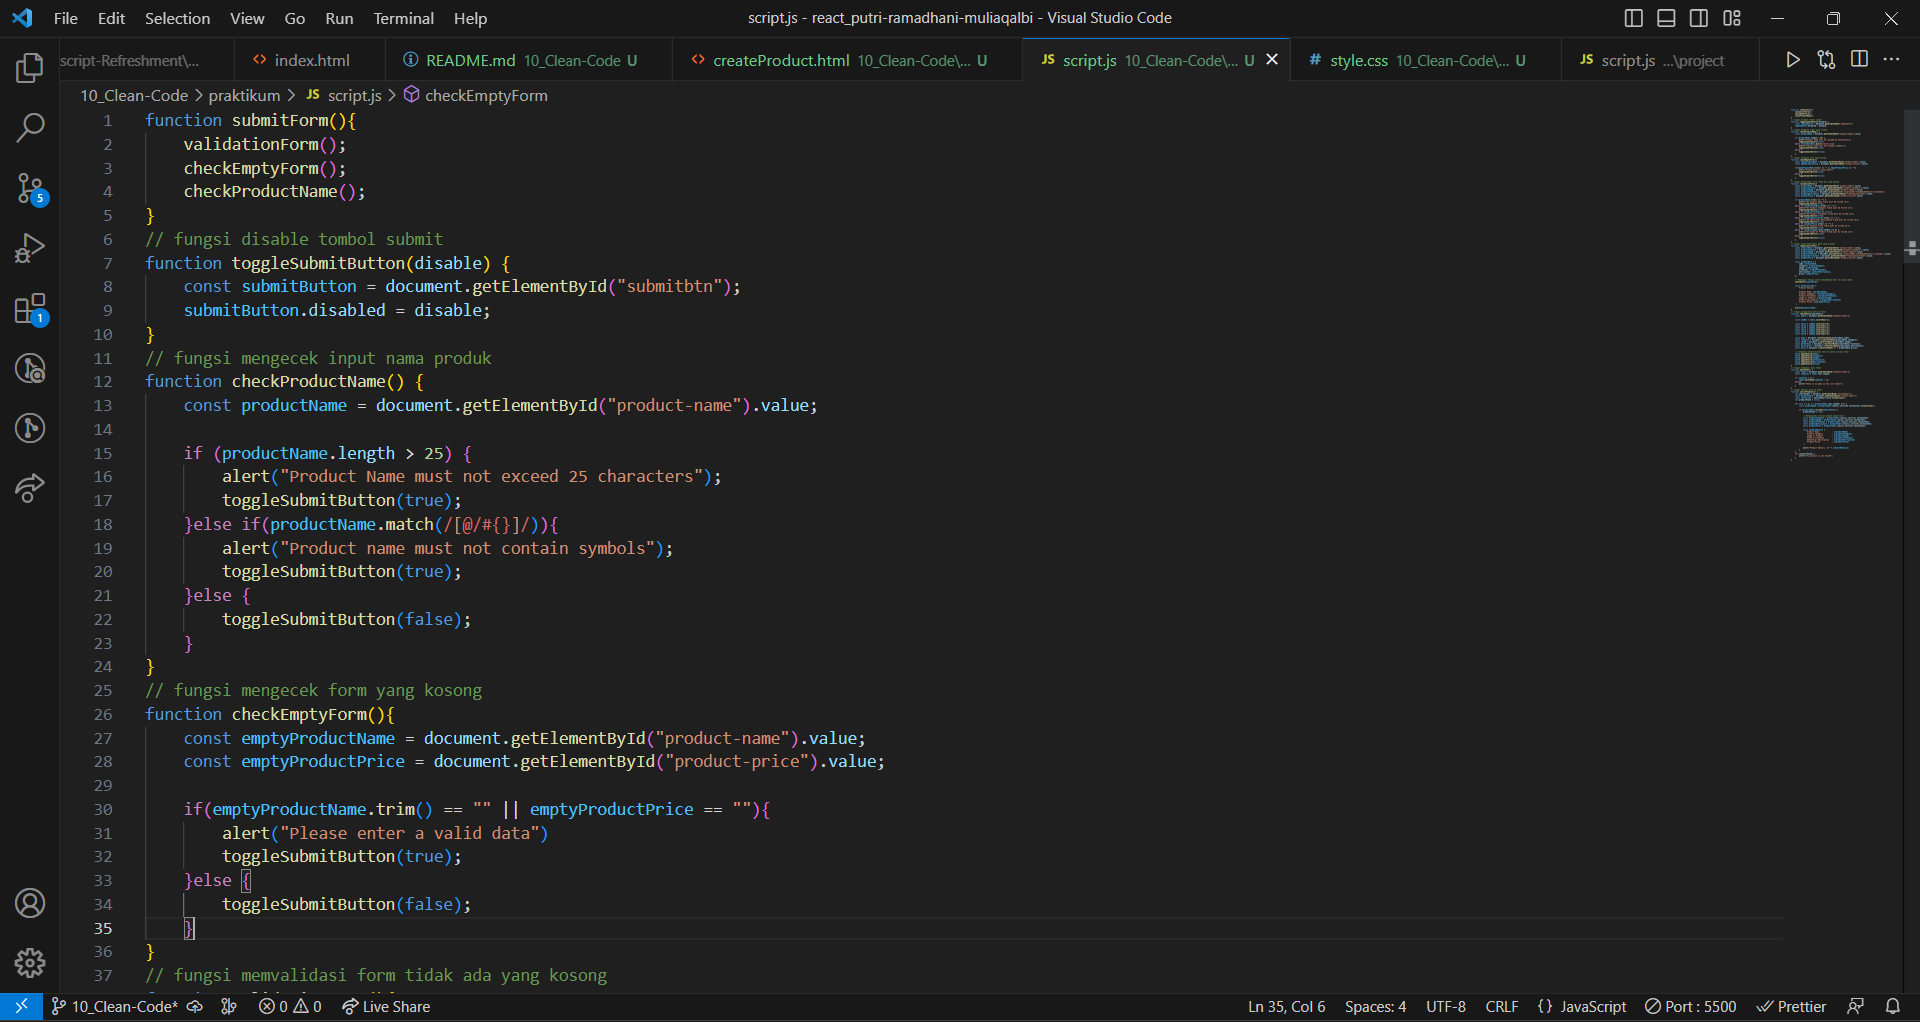 File Edit Selection View Go Run Terminal Help
script.js - react_putri-ramadhani-muliaqalbi - Visual Studio Code
script-Refreshment\...
<> index.html
README.md 10_Clean-Code U
<> createProduct.html 10_Clean-Code\... U
JS script.js 10_Clean-Code\... U
# style.css 10_Clean-Code\... U
JS script.js ...\project
10_Clean-Code > praktikum > JS script.js > checkEmptyForm
1 function submitForm(){
2     validationForm();
3     checkEmptyForm();
4     checkProductName();
5 }
6 // fungsi disable tombol submit
7 function toggleSubmitButton(disable) {
8     const submitButton = document.getElementById("submitbtn");
9     submitButton.disabled = disable;
10 }
11 // fungsi mengecek input nama produk
12 function checkProductName() {
13     const productName = document.getElementById("product-name").value;
14
15     if (productName.length > 25) {
16         alert("Product Name must not exceed 25 characters");
17         toggleSubmitButton(true);
18     }else if(productName.match(/[@/#{}]/)){
19         alert("Product name must not contain symbols");
20         toggleSubmitButton(true);
21     }else {
22         toggleSubmitButton(false);
23     }
24 }
25 // fungsi mengecek form yang kosong
26 function checkEmptyForm(){
27     const emptyProductName = document.getElementById("product-name").value;
28     const emptyProductPrice = document.getElementById("product-price").value;
29
30     if(emptyProductName.trim() == "" || emptyProductPrice == ""){
31         alert("Please enter a valid data")
32         toggleSubmitButton(true);
33     }else {
34         toggleSubmitButton(false);
35     }
36 }
37 // fungsi memvalidasi form tidak ada yang kosong
5
1
10_Clean-Code* 0 0 Live Share
Ln 35, Col 6 Spaces: 4 UTF-8 CRLF {} JavaScript Port : 5500 Prettier